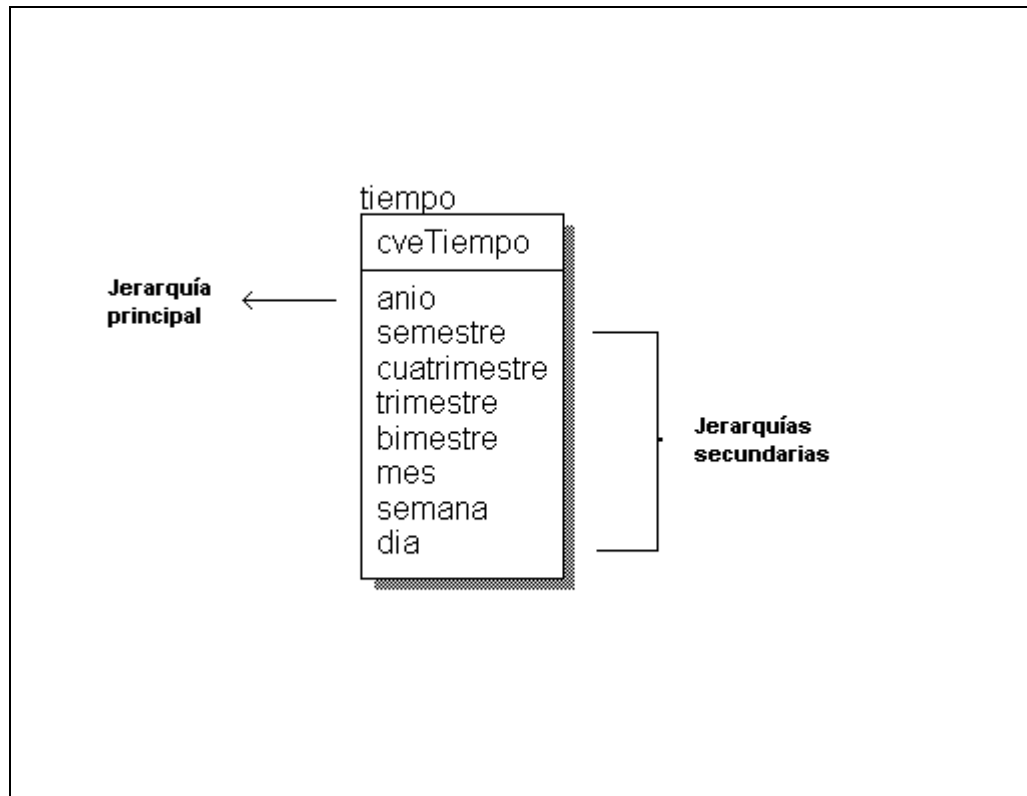 tiempo
cveTiempo
Jerarquía
principal
anio
semestre
cuatrimestre
trimestre
bimestre
mes
semana
dia
Jerarquías
secundarias